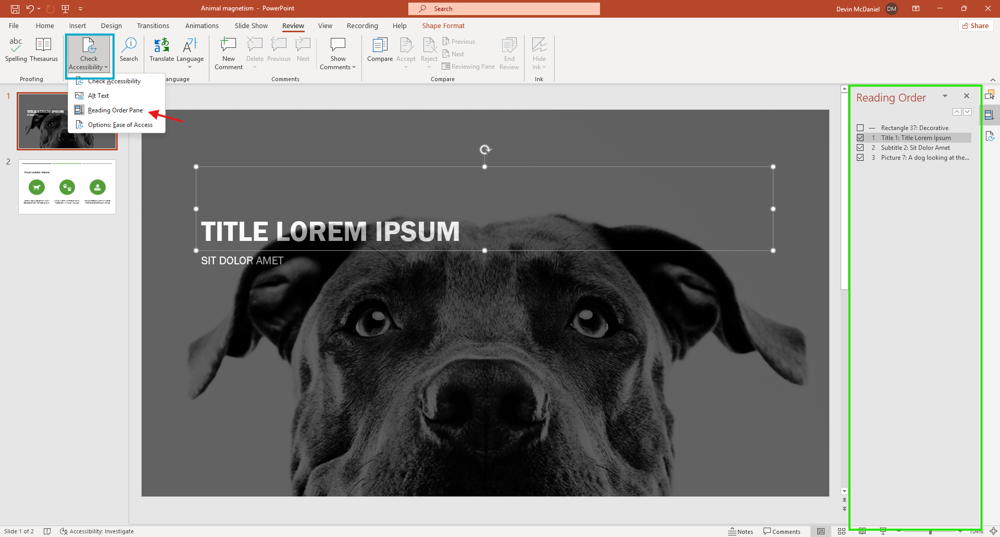 Animal magnetism - PowerPoint
Search
Devin McDaniel
DM
File
Home
Insert
Design
Transitions
Animations
Slide Show
Review
View
Recording
Help
Shape Format
Share
abc
Spelling
Thesaurus
Proofing
Check
Accessibility
Search
Translate
Language
anguage
New
Comment
Delete
Previous
Next
Show
Comments
Comments
Compare
Accept
Reject
Previous
Next
Reviewing Pane
End
Review
Compare
Hide
Ink
Ink
Check Accessibility
Alt Text
Reading Order Pane
Options: Ease of Access
1
TITLE LOREM IPSUM
2
TITLE LOREM IPSUM
TITLE LOREM IPSUM
SIT DOLOR AMET
Reading Order
— Rectangle 37: Decorative
1 Title 1: Title Lorem Ipsum
2 Subtitle 2: Sit Dolor Amet
3 Picture 7: A dog looking at the...
Slide 1 of 2
Accessibility: Investigate
Notes
Comments
104%